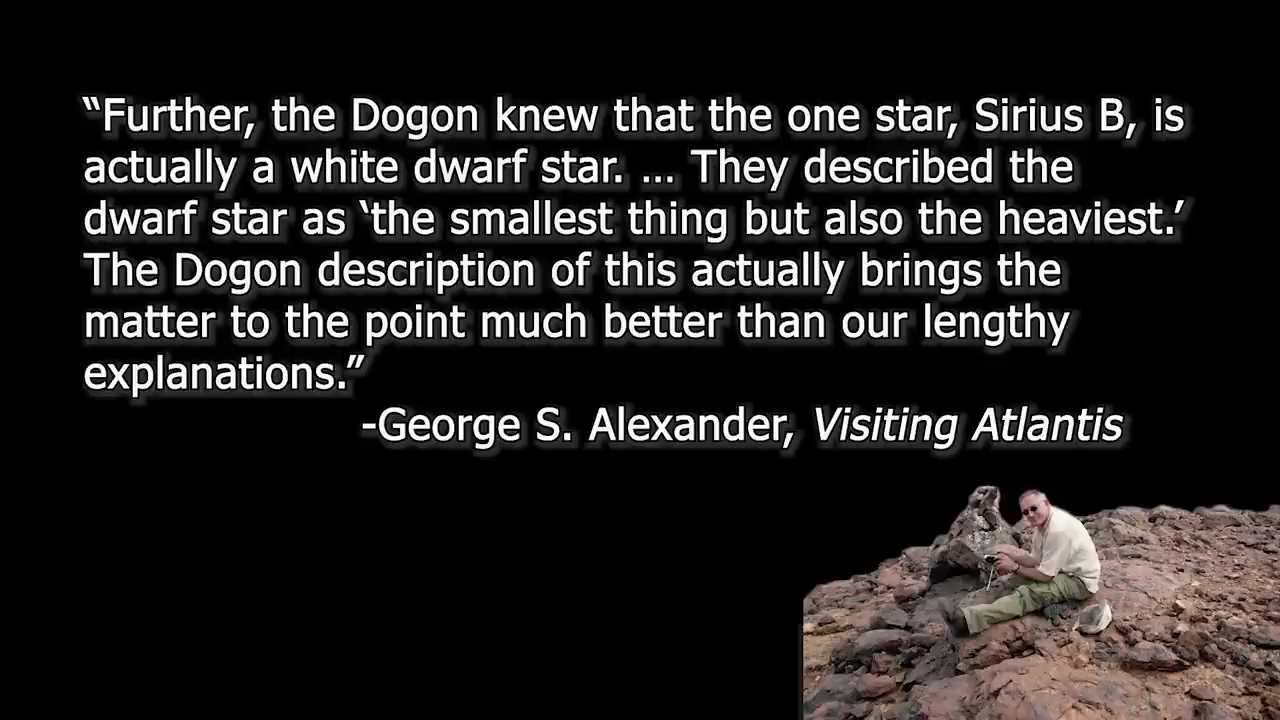 “Further, the Dogon knew that the one star, Sirius B, is
actually a white dwarf star. ... They described the
dwarf star as ‘the smallest thing but also the heaviest.’
The Dogon description of this actually brings the
matter to the point much better than our lengthy
explanations.”
-George S. Alexander, Visiting Atlantis